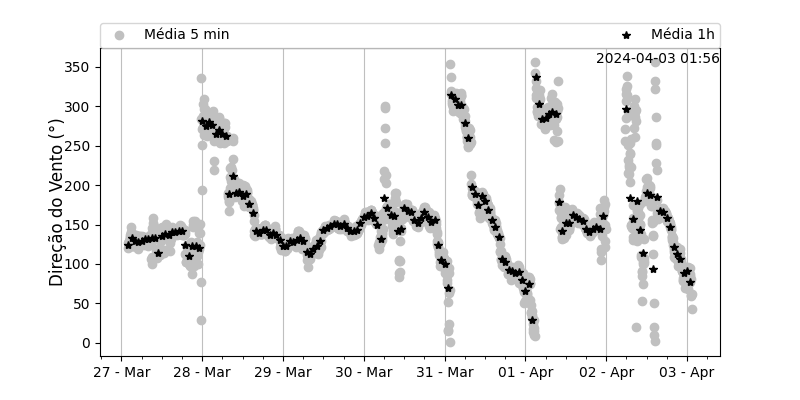 Média 5 min
Média 1h
2024-04-03 01:56
Direção do Vento (°)
350
300
250
200
150
100
50
0
27 - Mar
28 - Mar
29 - Mar
30 - Mar
31 - Mar
01 - Apr
02 - Apr
03 - Apr